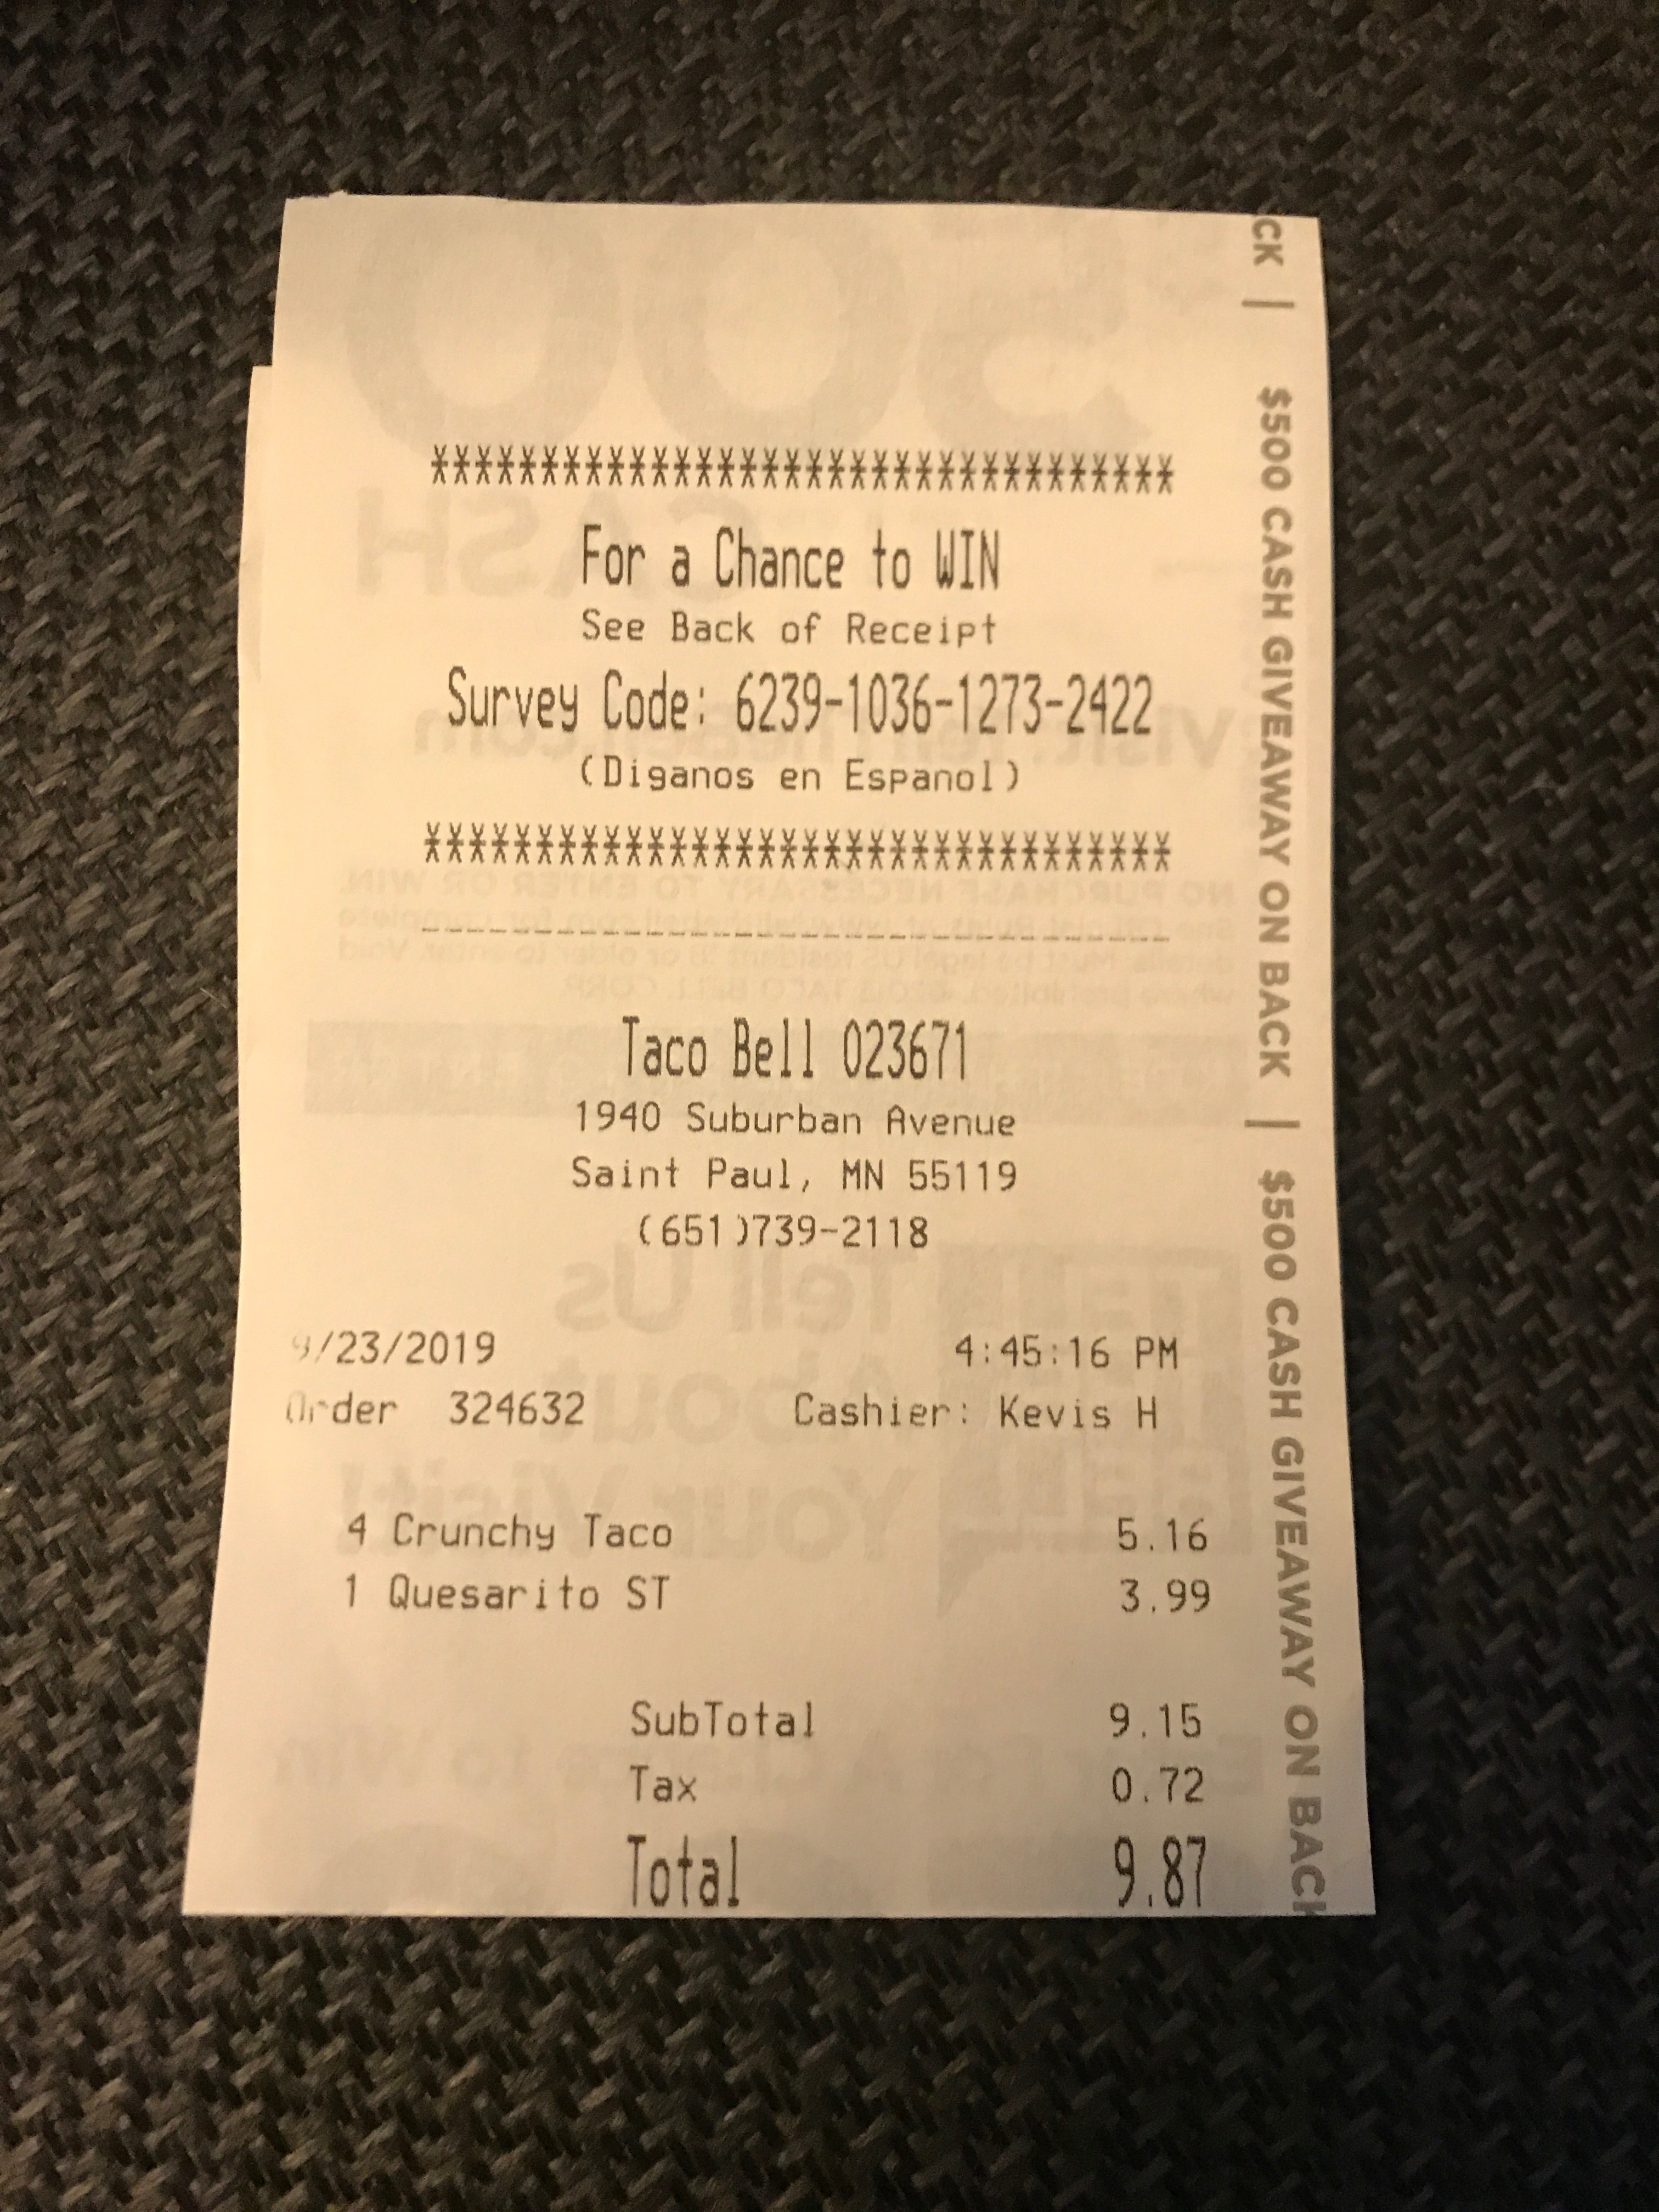 *********************************
For a Chance to WIN
See Back of Receipt
Survey Code: 6239-1036-1273-2422
(Diganos en Espanol)
**********************************
----------------------------------
Taco Bell 023671
1940 Suburban Avenue
Saint Paul, MN 55119
(651)739-2118
9/23/2019 4:45:16 PM
Order 324632 Cashier: Kevis H
4 Crunchy Taco 5.16
1 Quesarito ST 3.99
SubTotal 9.15
Tax 0.72
Total 9.87
CK | $500 CASH GIVEAWAY ON BACK | $500 CASH GIVEAWAY ON BACK